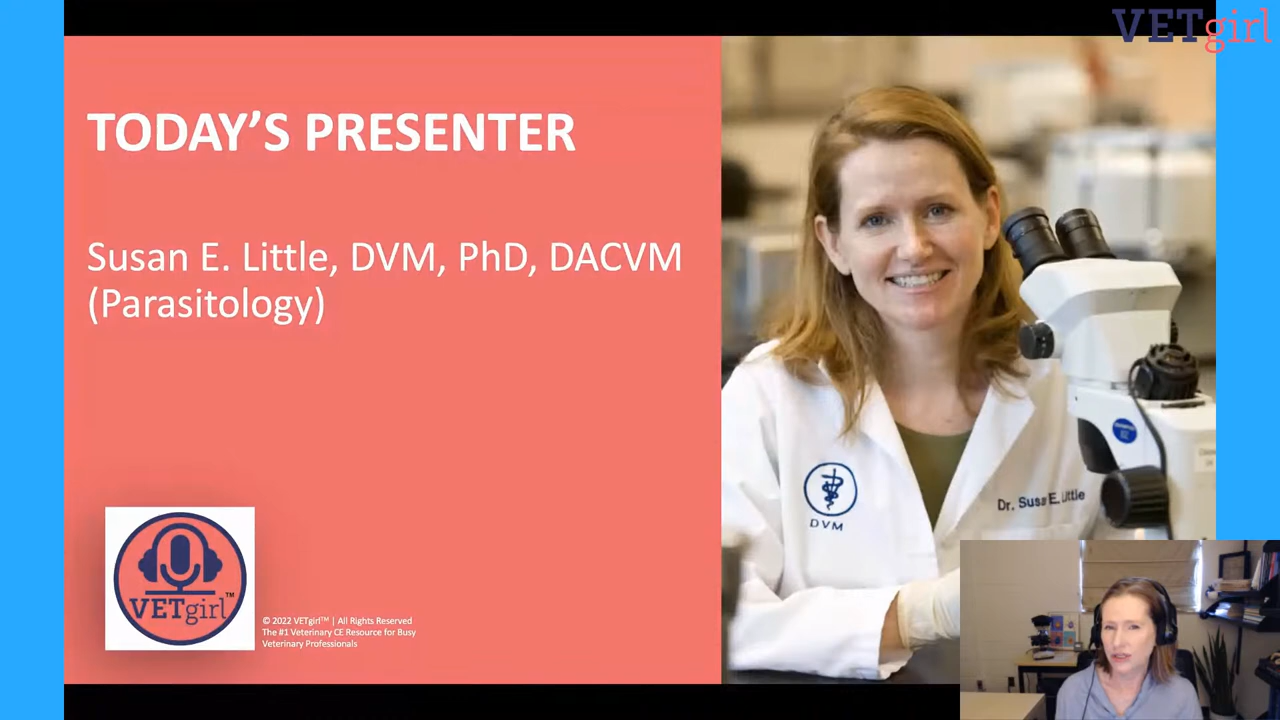 VETgirl
TODAY'S PRESENTER
Susan E. Little, DVM, PhD, DACVM
(Parasitology)
DVM
Dr. Susan E. Little
VETgirl™
© 2022 VETgirl™ | All Rights Reserved
The #1 Veterinary CE Resource for Busy
Veterinary Professionals